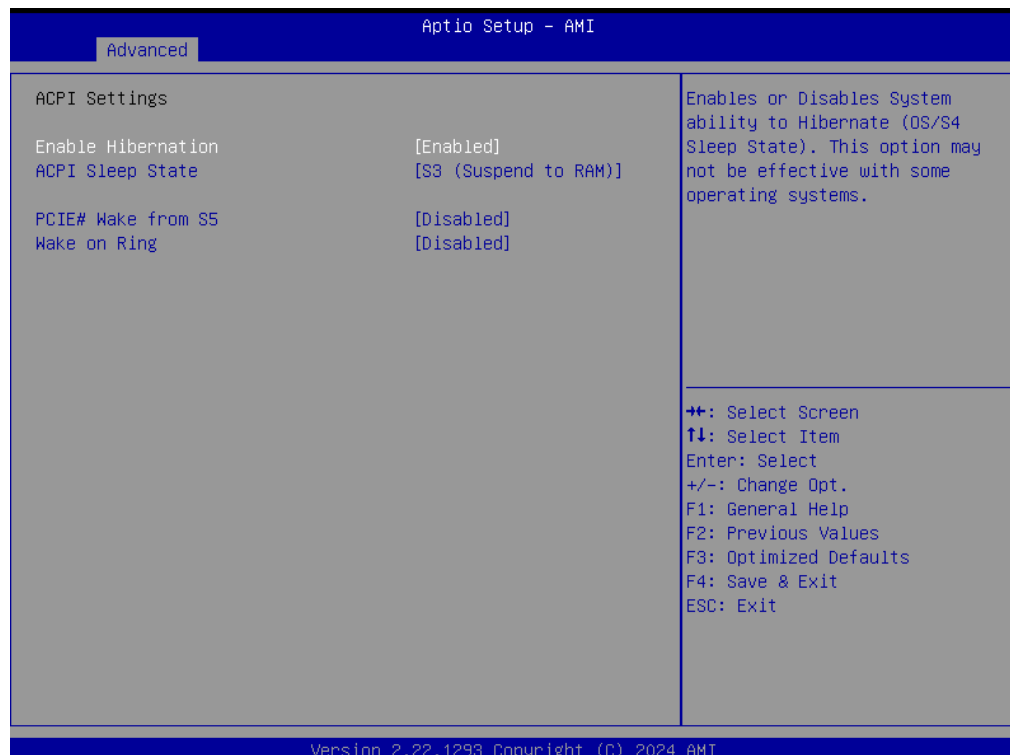 Aptio Setup – AMI
Advanced
ACPI Settings
Enable Hibernation [Enabled]
ACPI Sleep State [S3 (Suspend to RAM)]
PCIE# Wake from S5 [Disabled]
Wake on Ring [Disabled]
Enables or Disables System
ability to Hibernate (OS/S4
Sleep State). This option may
not be effective with some
operating systems.
→←: Select Screen
↑↓: Select Item
Enter: Select
+/-: Change Opt.
F1: General Help
F2: Previous Values
F3: Optimized Defaults
F4: Save & Exit
ESC: Exit
Version 2.22.1293 Copyright (C) 2024 AMI